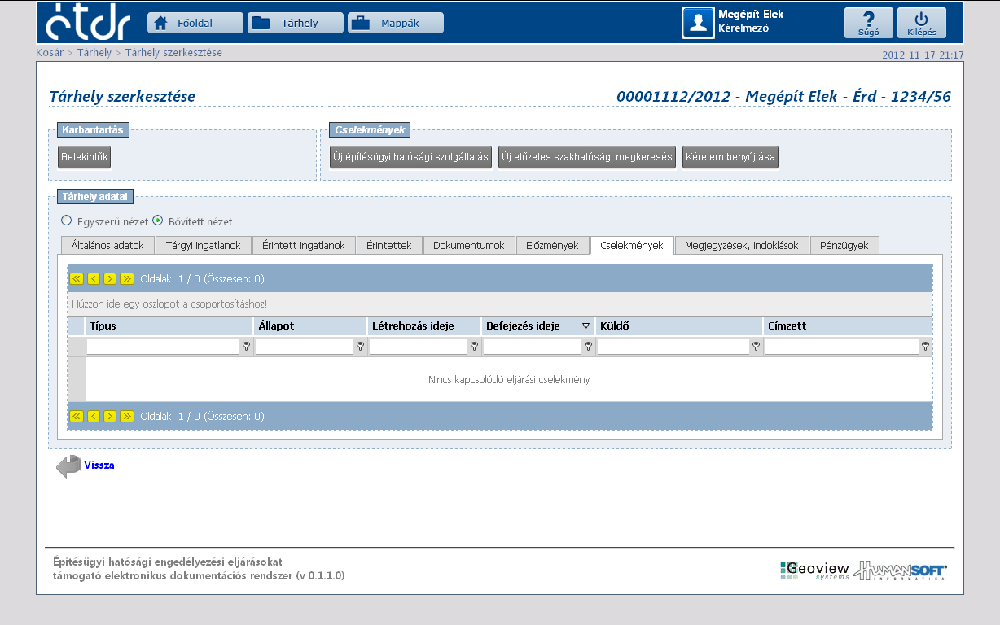 étdr
Főoldal
Tárhely
Mappák
Megépít Elek
Kérelmező
?
Súgó
Kilépés
Kosár > Tárhely > Tárhely szerkesztése
2012-11-17 21:17
Tárhely szerkesztése
00001112/2012 - Megépít Elek - Érd - 1234/56
Karbantartás
Betekintők
Cselekmények
Új építésügyi hatósági szolgáltatás
Új előzetes szakhatósági megkeresés
Kérelem benyújtása
Tárhely adatai
Egyszerű nézet
Bővített nézet
Általános adatok
Tárgyi ingatlanok
Érintett ingatlanok
Érintettek
Dokumentumok
Előzmények
Cselekmények
Megjegyzések, indoklások
Pénzügyek
Oldalak: 1 / 0 (Összesen: 0)
Húzzon ide egy oszlopot a csoportosításhoz!
Típus
Állapot
Létrehozás ideje
Befejezés ideje
Küldő
Címzett
Nincs kapcsolódó eljárási cselekmény
Oldalak: 1 / 0 (Összesen: 0)
Vissza
Építésügyi hatósági engedélyezési eljárásokat
támogató elektronikus dokumentációs rendszer (v 0.1.1.0)
Geoview
systems
HUMANSOFT
INFORMATIKA